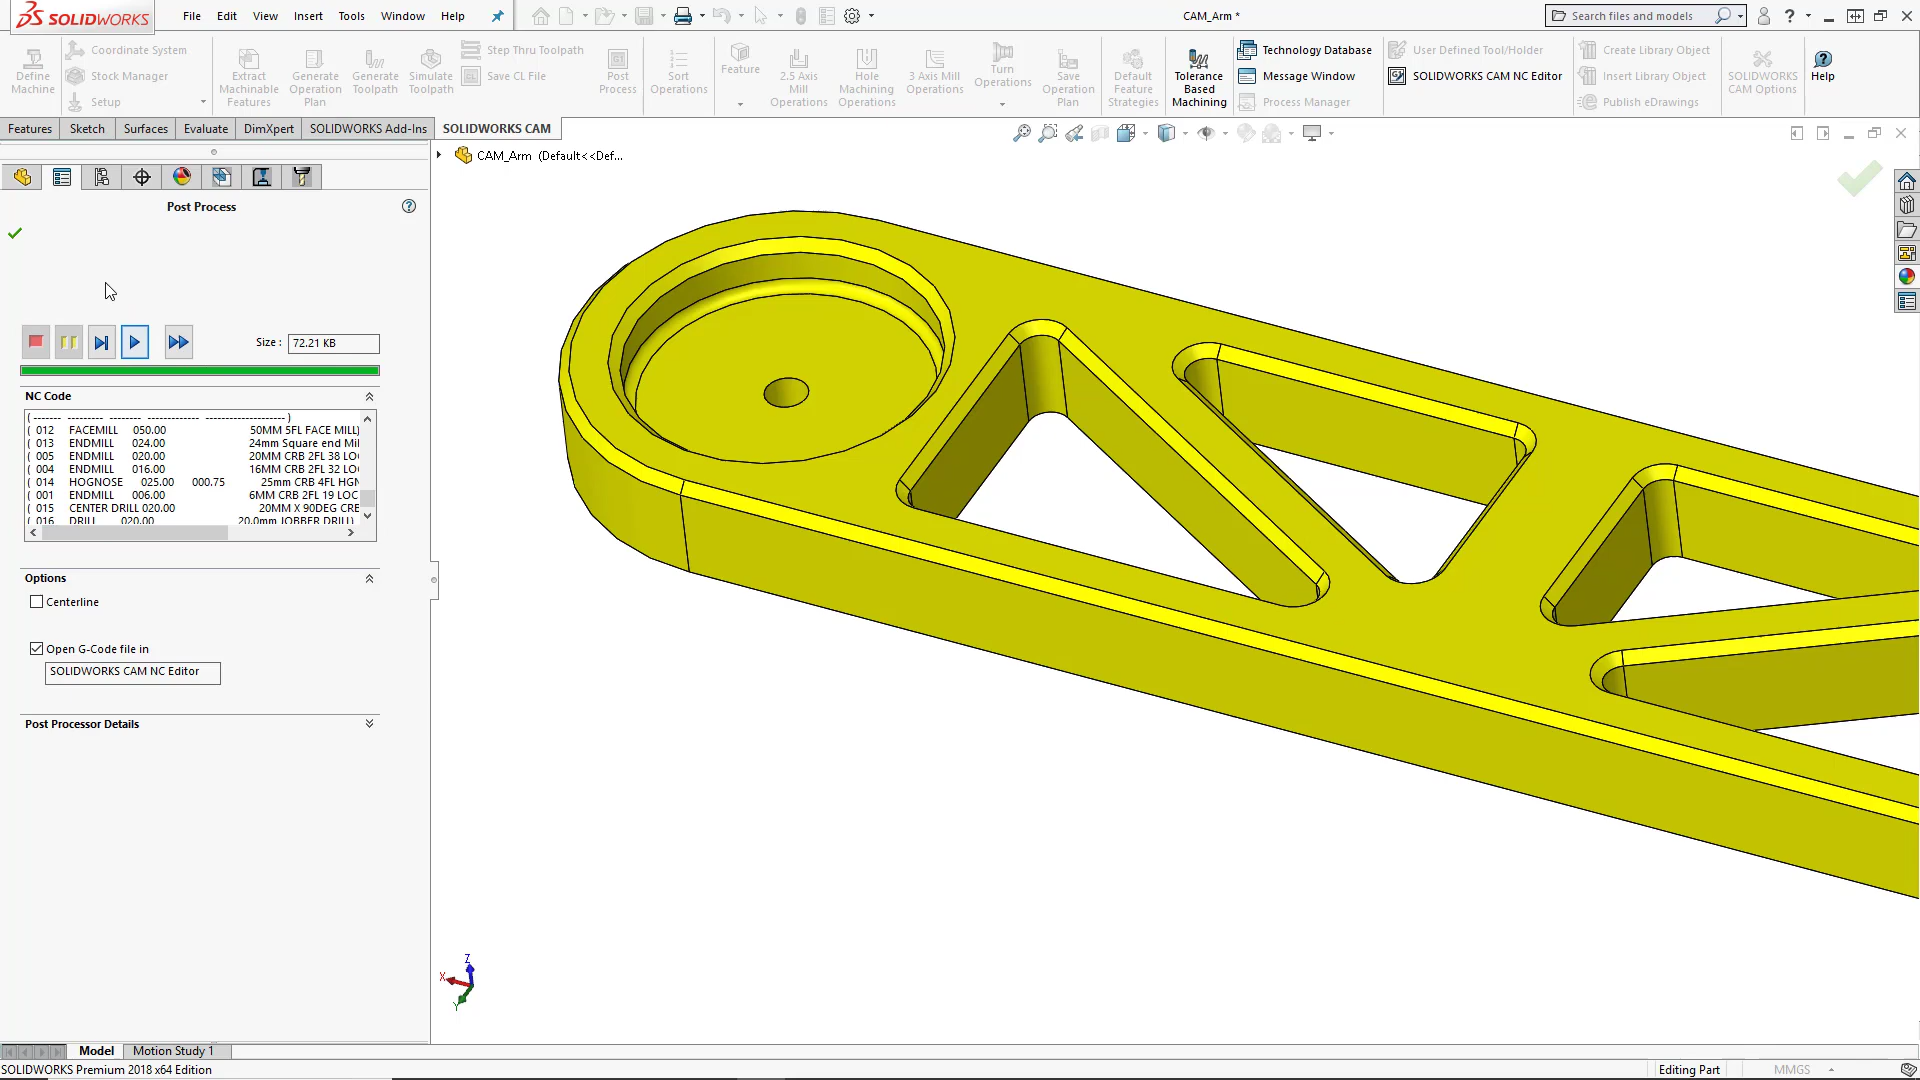 SOLIDWORKS
File Edit View Insert Tools Window Help
CAM_Arm *
Search files and models
Define Machine
Coordinate System
Stock Manager
Setup
Extract Machinable Features
Generate Operation Plan
Generate Toolpath
Simulate Toolpath
Step Thru Toolpath
Save CL File
Post Process
Sort Operations
Feature
2.5 Axis Mill Operations
Hole Machining Operations
3 Axis Mill Operations
Turn Operations
Save Operation Plan
Default Feature Strategies
Tolerance Based Machining
Technology Database
Message Window
Process Manager
User Defined Tool/Holder
SOLIDWORKS CAM NC Editor
Create Library Object
Insert Library Object
Publish eDrawings
SOLIDWORKS CAM Options
Help
Features Sketch Surfaces Evaluate DimXpert SOLIDWORKS Add-Ins SOLIDWORKS CAM
CAM_Arm (Default<<Def...
Post Process
Size : 72.21 KB
NC Code
( ------- --------- -------- ------------- -------------------- )
( 012 FACEMILL 050.00 50MM 5FL FACE MILL)
( 013 ENDMILL 024.00 24mm Square end Mil
( 005 ENDMILL 020.00 20MM CRB 2FL 38 LO
( 004 ENDMILL 016.00 16MM CRB 2FL 32 LO
( 014 HOGNOSE 025.00 000.75 25mm CRB 4FL HGN
( 001 ENDMILL 006.00 6MM CRB 2FL 19 LOC
( 015 CENTER DRILL 020.00 20MM X 90DEG CRE
( 016 DRILL 020.00 20.0mm JOBBER DRILL)
Options
Centerline
Open G-Code file in
SOLIDWORKS CAM NC Editor
Post Processor Details
Z
X
Y
Model Motion Study 1
SOLIDWORKS Premium 2018 x64 Edition
Editing Part
MMGS